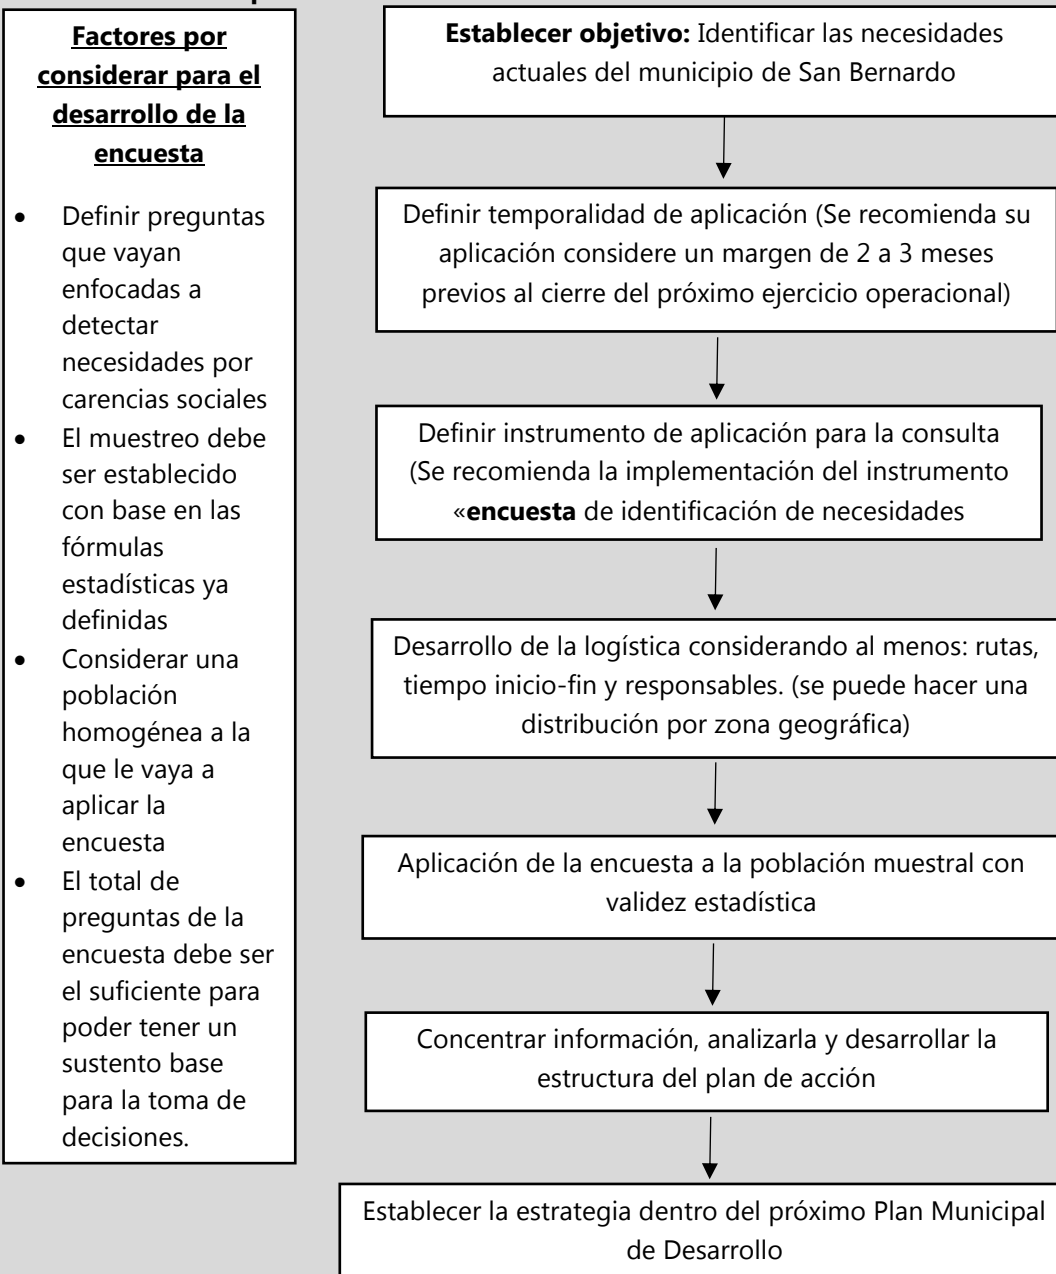 Factores por
considerar para el
desarrollo de la
encuesta
• Definir preguntas
que vayan
enfocadas a
detectar
necesidades por
carencias sociales
• El muestreo debe
ser establecido
con base en las
fórmulas
estadísticas ya
definidas
• Considerar una
población
homogénea a la
que le vaya a
aplicar la
encuesta
• El total de
preguntas de la
encuesta debe ser
el suficiente para
poder tener un
sustento base
para la toma de
decisiones.
Establecer objetivo: Identificar las necesidades
actuales del municipio de San Bernardo
Definir temporalidad de aplicación (Se recomienda su
aplicación considere un margen de 2 a 3 meses
previos al cierre del próximo ejercicio operacional)
Definir instrumento de aplicación para la consulta
(Se recomienda la implementación del instrumento
«encuesta de identificación de necesidades
Desarrollo de la logística considerando al menos: rutas,
tiempo inicio-fin y responsables. (se puede hacer una
distribución por zona geográfica)
Aplicación de la encuesta a la población muestral con
validez estadística
Concentrar información, analizarla y desarrollar la
estructura del plan de acción
Establecer la estrategia dentro del próximo Plan Municipal
de Desarrollo